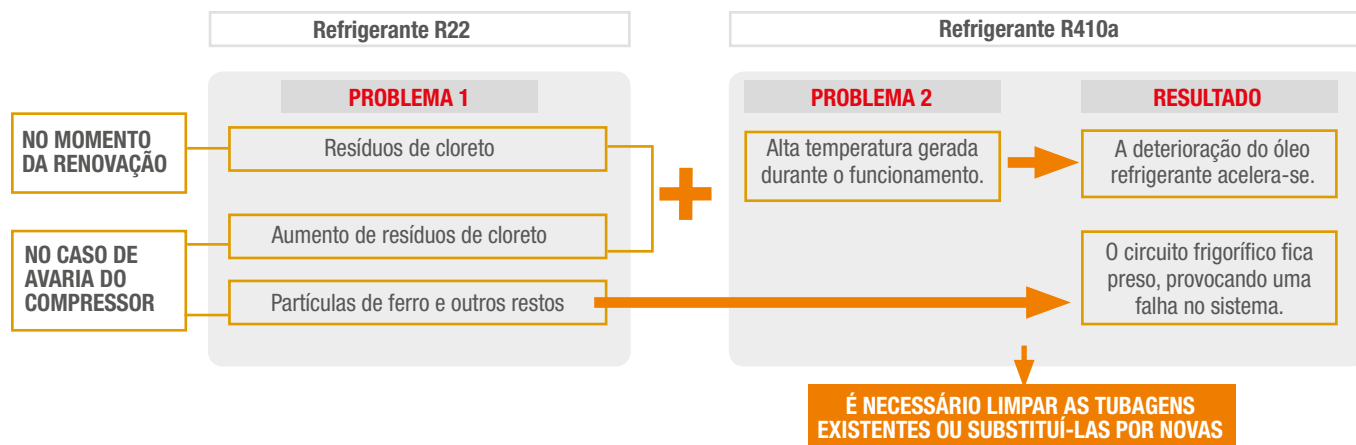 Refrigerante R22
Refrigerante R410a
PROBLEMA 1
PROBLEMA 2
RESULTADO
NO MOMENTO
DA RENOVAÇÃO
Resíduos de cloreto
Alta temperatura gerada
durante o funcionamento.
A deterioração do óleo
refrigerante acelera-se.
NO CASO DE
AVARIA DO
COMPRESSOR
Aumento de resíduos de cloreto
Partículas de ferro e outros restos
O circuito frigorífico fica
preso, provocando uma
falha no sistema.
É NECESSÁRIO LIMPAR AS TUBAGENS
EXISTENTES OU SUBSTITUÍ-LAS POR NOVAS